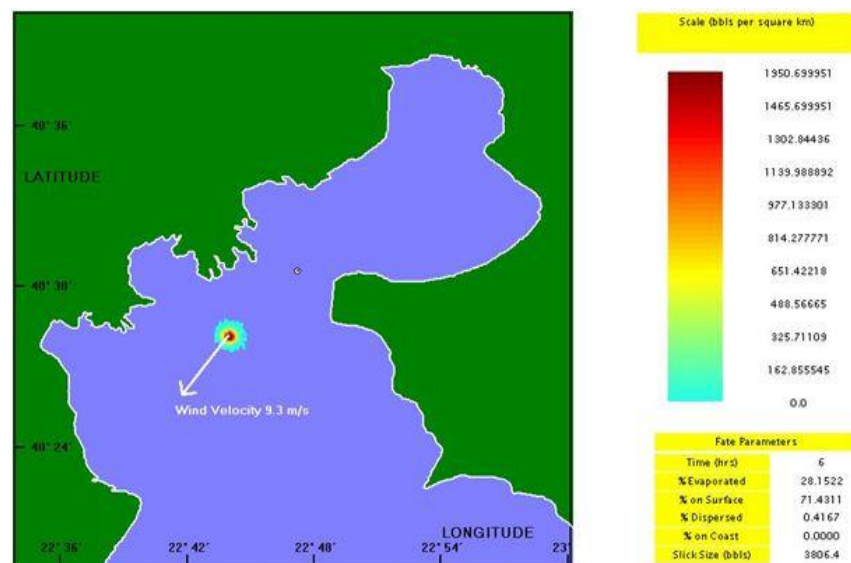 Scale (bbls per square km)
1950.699951
1465.699951
1302.84436
1139.988892
977.133301
814.277771
651.42218
488.56665
325.71109
162.855545
0.0
40° 36'
LATITUDE
40° 30'
Wind Velocity 9.3 m/s
40° 24'
LONGITUDE
22° 36' 22° 42' 22° 48' 22° 54' 23°
Fate Parameters
Time (hrs) 6
% Evaporated 28.1522
% on Surface 71.4311
% Dispersed 0.4167
% on Coast 0.0000
Slick Size (bbls) 3806.4